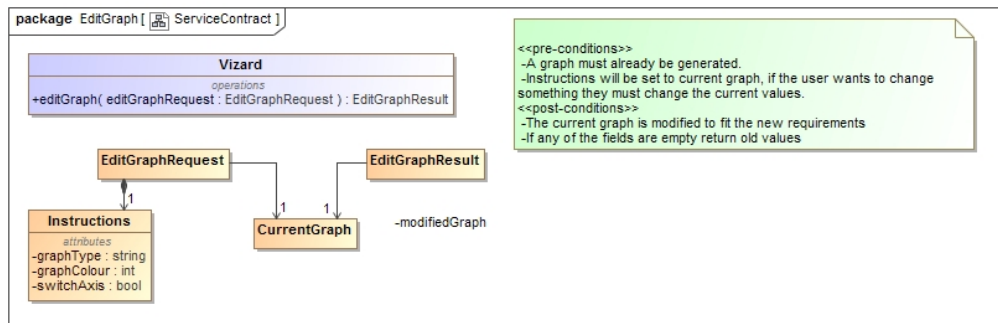 package EditGraph [ ServiceContract ]
Vizard
operations
+editGraph( editGraphRequest : EditGraphRequest ) : EditGraphResult
<<pre-conditions>>
-A graph must already be generated.
-Instructions will be set to current graph, if the user wants to change
something they must change the current values.
<<post-conditions>>
-The current graph is modified to fit the new requirements
-If any of the fields are empty return old values
EditGraphRequest
EditGraphResult
1
1
1
Instructions
attributes
-graphType : string
-graphColour : int
-switchAxis : bool
CurrentGraph
-modifiedGraph